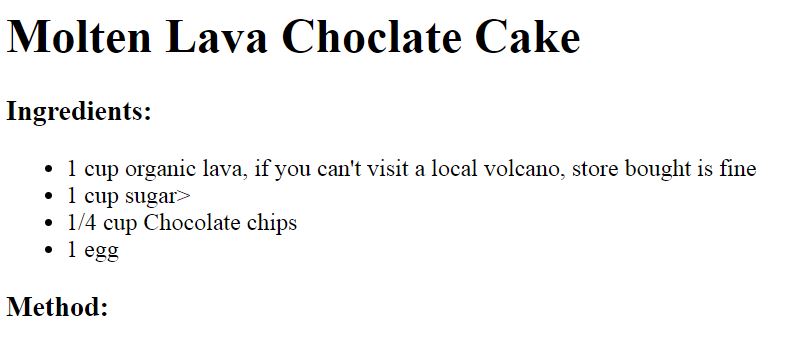 Molten Lava Choclate Cake
Ingredients:
1 cup organic lava, if you can't visit a local volcano, store bought is fine
1 cup sugar>
1/4 cup Chocolate chips
1 egg
Method: